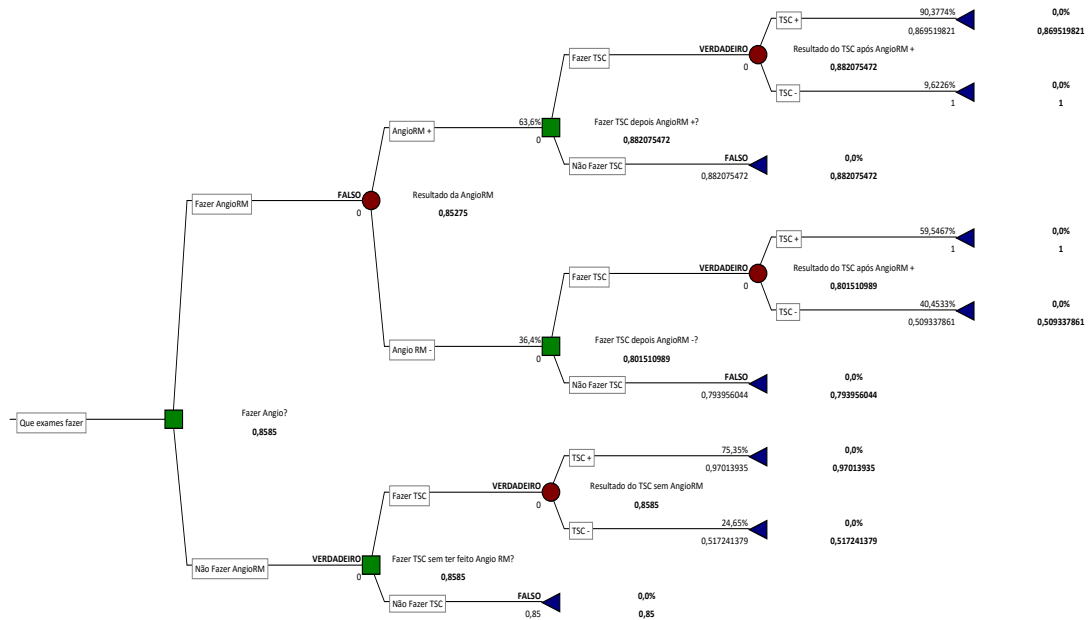 90,3774% 0,0%
TSC +
0,869519821 0,869519821
VERDADEIRO Resultado do TSC após AngioRM +
Fazer TSC
0 0,882075472
9,6226% 0,0%
TSC -
1 1
63,6% Fazer TSC depois AngioRM +?
AngioRM +
0 0,882075472
FALSO 0,0%
Não Fazer TSC
0,882075472 0,882075472
FALSO Resultado da AngioRM
Fazer AngioRM
0 0,85275
59,5467% 0,0%
TSC +
1 1
VERDADEIRO Resultado do TSC após AngioRM +
Fazer TSC
0 0,801510989
40,4533% 0,0%
TSC -
0,509337861 0,509337861
36,4% Fazer TSC depois AngioRM -?
Angio RM -
0 0,801510989
FALSO 0,0%
Não Fazer TSC
0,793956044 0,793956044
Fazer Angio?
Que exames fazer
0,8585
75,35% 0,0%
TSC +
0,97013935 0,97013935
VERDADEIRO Resultado do TSC sem AngioRM
Fazer TSC
0 0,8585
24,65% 0,0%
TSC -
0,517241379 0,517241379
VERDADEIRO Fazer TSC sem ter feito Angio RM?
Não Fazer AngioRM
0 0,8585
FALSO 0,0%
Não Fazer TSC
0,85 0,85